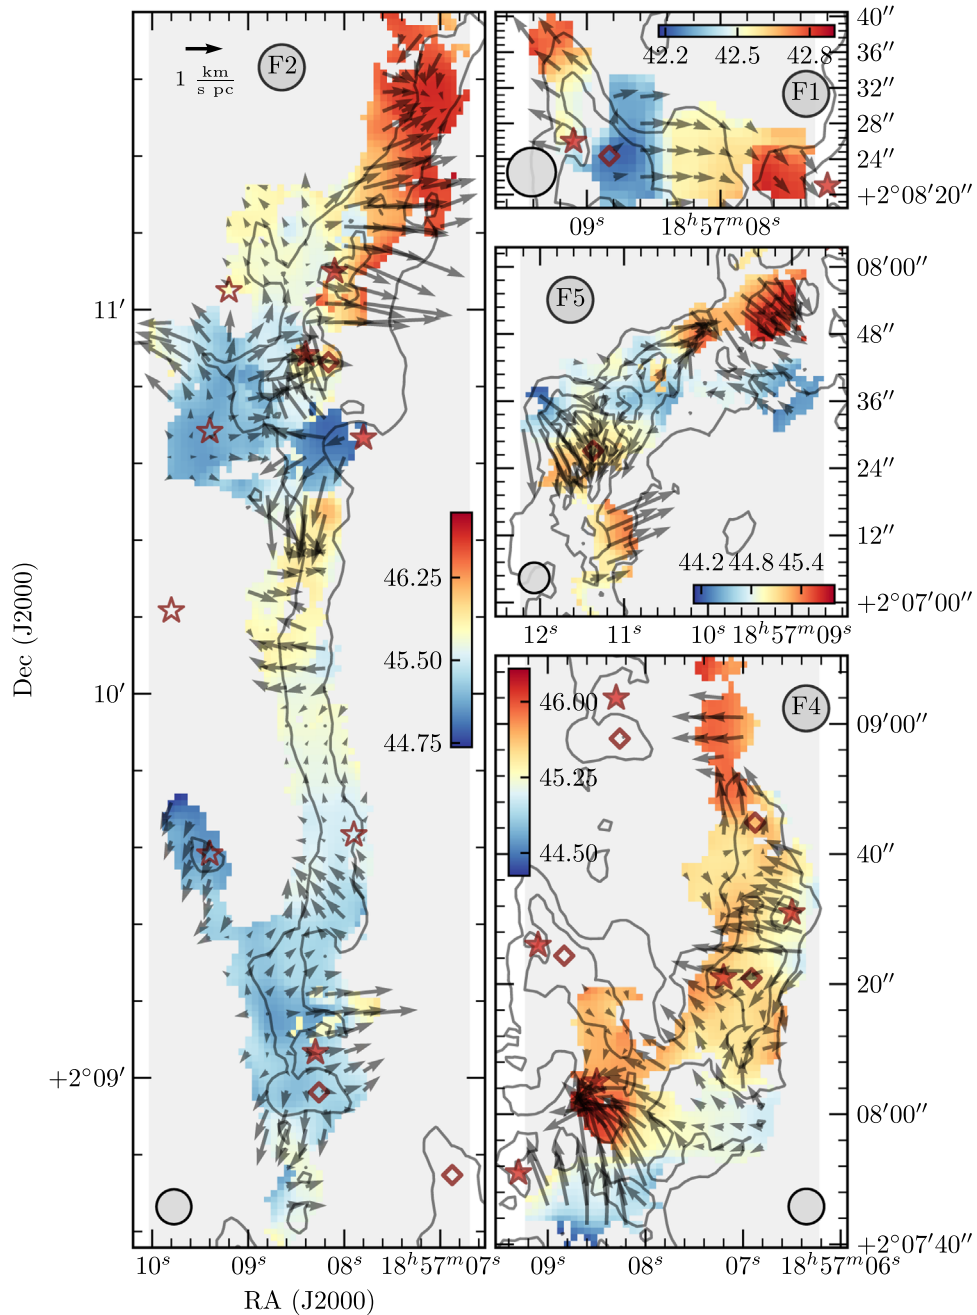 F2
1 km/s pc
11′
10′
+2°09′
Dec (J2000)
46.25
45.50
44.75
10ˢ 09ˢ 08ˢ 18ʰ57ᵐ07ˢ
RA (J2000)
F1
42.2 42.5 42.8
40″
36″
32″
28″
24″
+2°08′20″
09ˢ 18ʰ57ᵐ08ˢ
F5
08′00″
48″
36″
24″
12″
+2°07′00″
44.2 44.8 45.4
12ˢ 11ˢ 10ˢ 18ʰ57ᵐ09ˢ
F4
46.00
45.25
44.50
09′00″
40″
20″
08′00″
+2°07′40″
09ˢ 08ˢ 07ˢ 18ʰ57ᵐ06ˢ